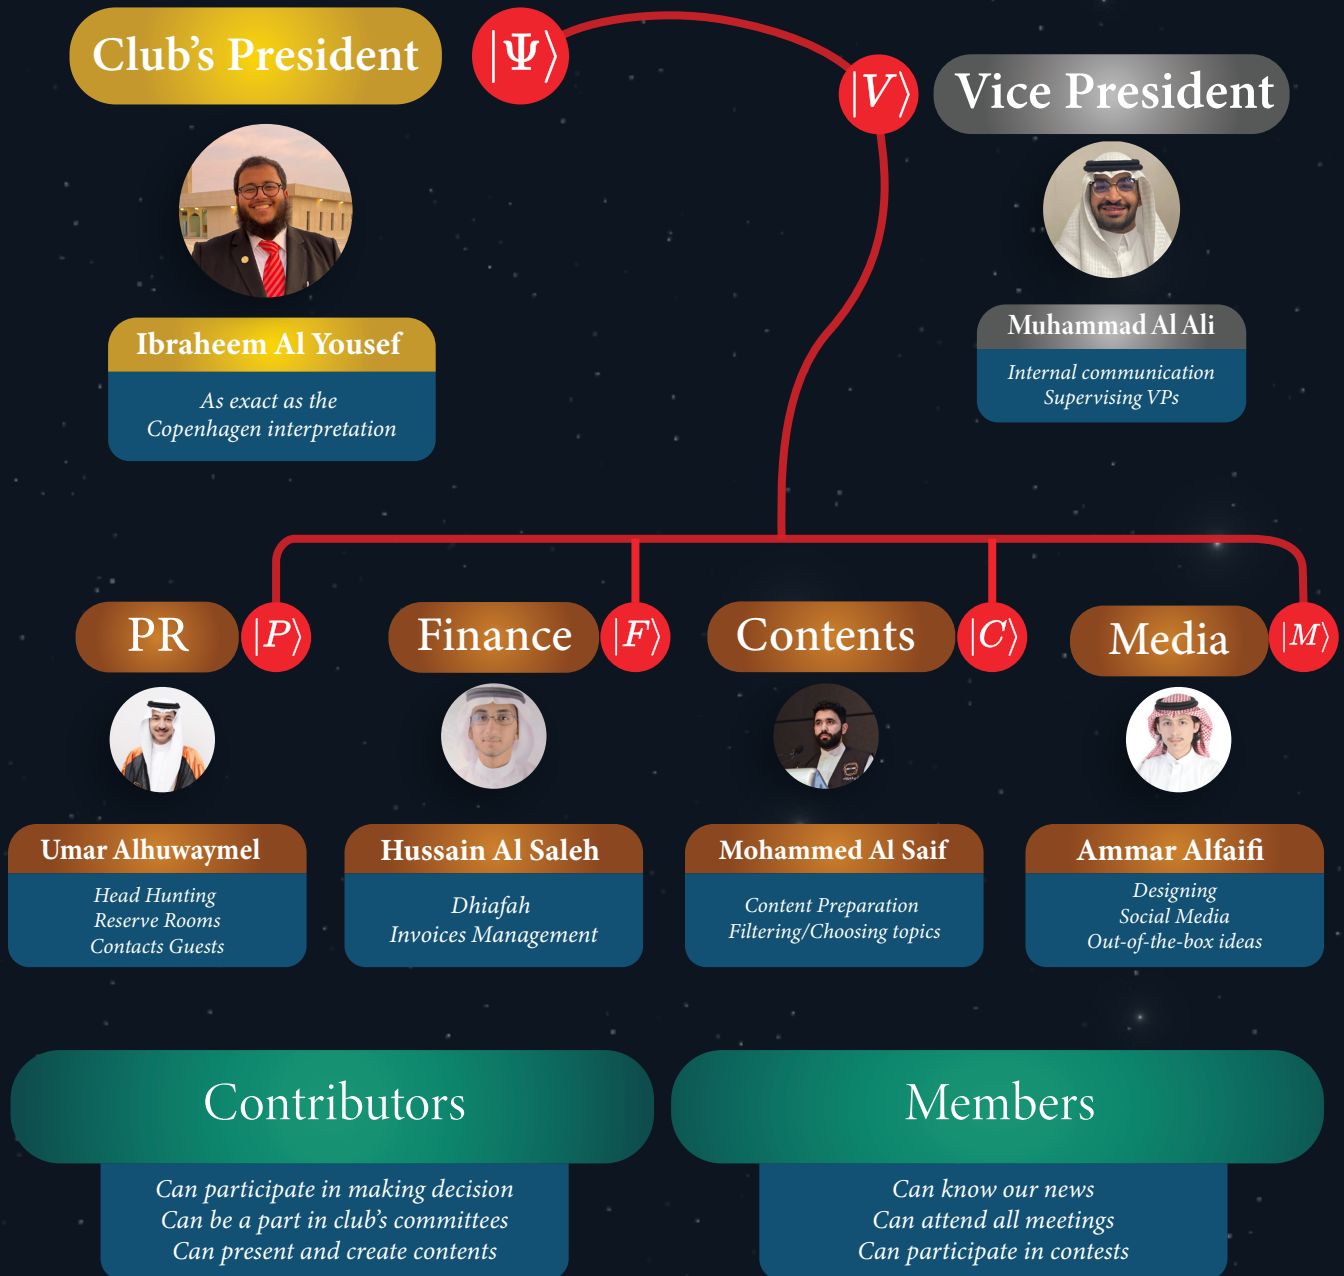 Club's President
|Ψ⟩
|V⟩
Vice President
Ibraheem Al Yousef
As exact as the
Copenhagen interpretation
Muhammad Al Ali
Internal communication
Supervising VPs
PR
|P⟩
Finance
|F⟩
Contents
|C⟩
Media
|M⟩
Umar Alhuwaymel
Head Hunting
Reserve Rooms
Contacts Guests
Hussain Al Saleh
Dhiafah
Invoices Management
Mohammed Al Saif
Content Preparation
Filtering/Choosing topics
Ammar Alfaifi
Designing
Social Media
Out-of-the-box ideas
Contributors
Can participate in making decision
Can be a part in club's committees
Can present and create contents
Members
Can know our news
Can attend all meetings
Can participate in contests